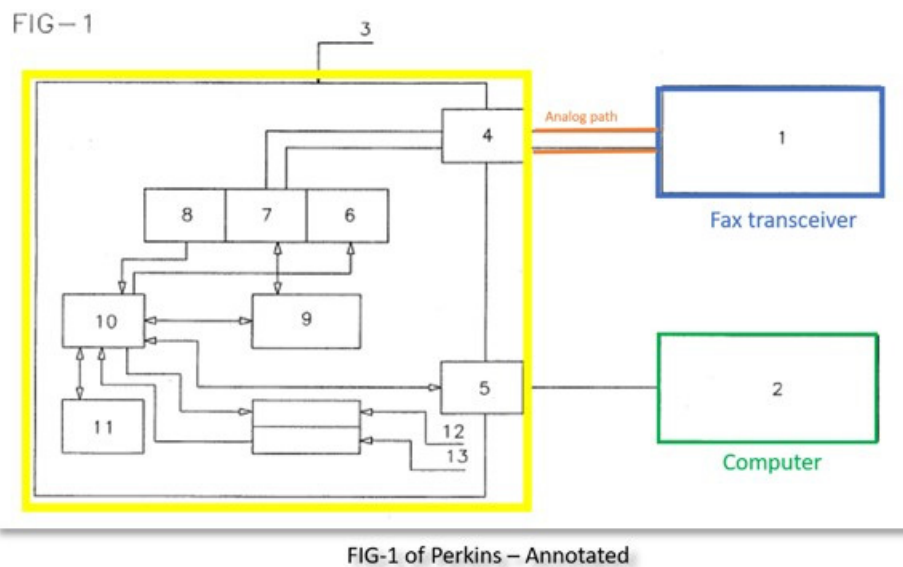 FIG-1
3
4
Analog path
1
8 7 6
Fax transceiver
10
9
5
2
11
12
13
Computer
FIG-1 of Perkins – Annotated